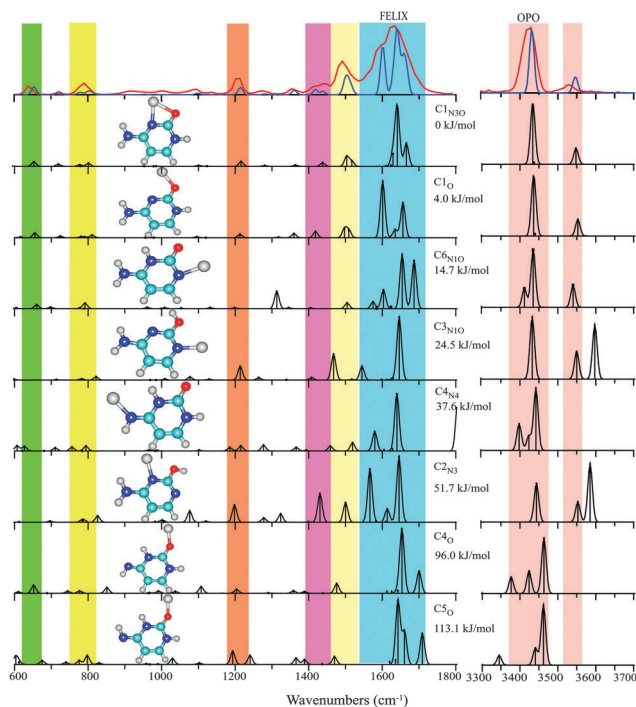 FELIX OPO
C1N3O
0 kJ/mol
C1O
4.0 kJ/mol
C6N1O
14.7 kJ/mol
C3N1O
24.5 kJ/mol
C4N4
37.6 kJ/mol
C2N3
51.7 kJ/mol
C4O
96.0 kJ/mol
C5O
113.1 kJ/mol
600 800 1000 1200 1400 1600 1800 3300 3400 3500 3600 3700
Wavenumbers (cm⁻¹)